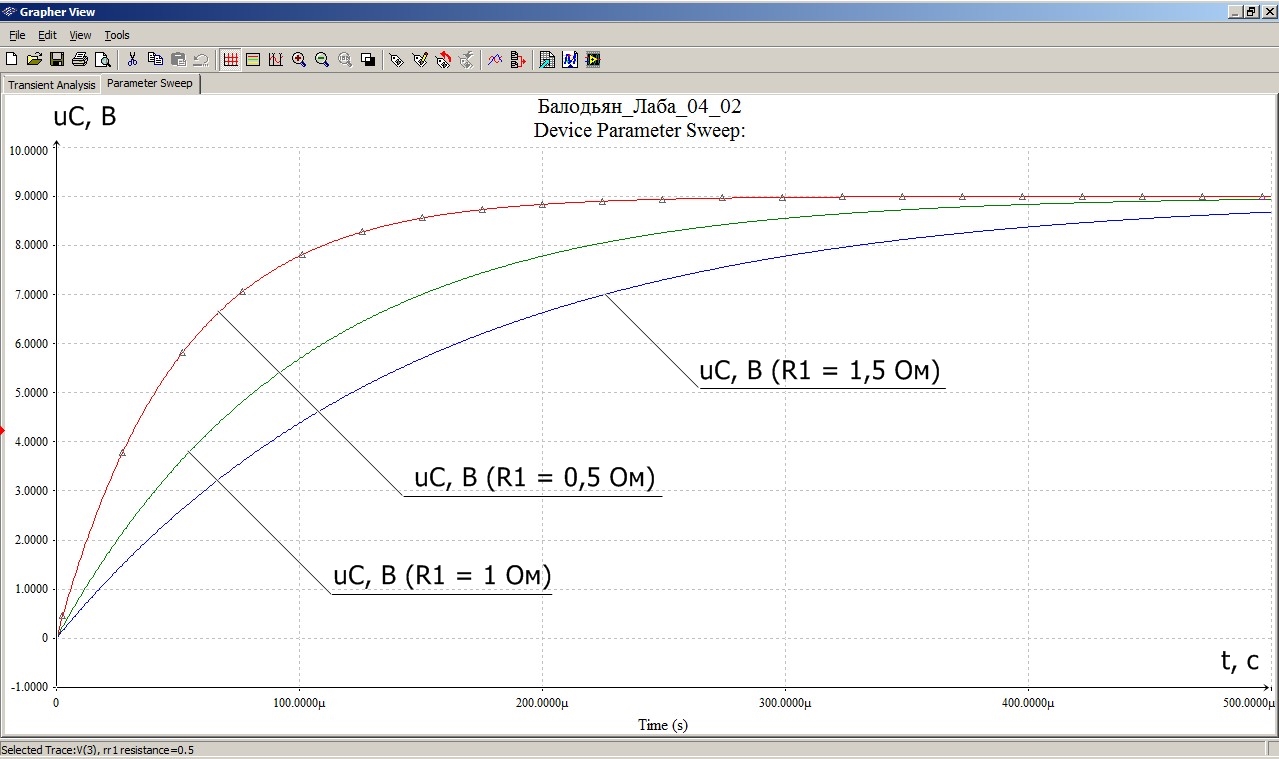 Grapher View
File Edit View Tools
Transient Analysis Parameter Sweep
uC, В
Балодьян_Лаба_04_02
Device Parameter Sweep:
10.0000
9.0000
8.0000
7.0000
6.0000
5.0000
4.0000
3.0000
2.0000
1.0000
0
-1.0000
uC, В (R1 = 1,5 Ом)
uC, В (R1 = 0,5 Ом)
uC, В (R1 = 1 Ом)
t, c
0 100.0000µ 200.0000µ 300.0000µ 400.0000µ 500.0000µ
Time (s)
Selected Trace:V(3), rr1 resistance=0.5